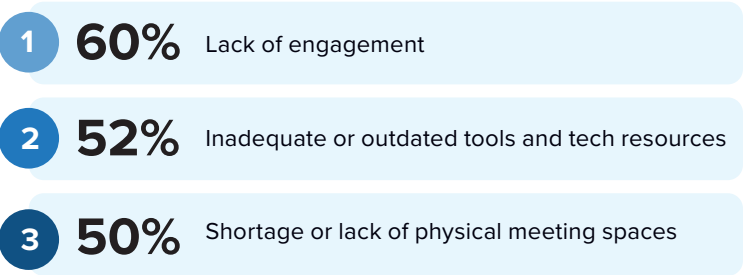 1 60% Lack of engagement
2 52% Inadequate or outdated tools and tech resources
3 50% Shortage or lack of physical meeting spaces